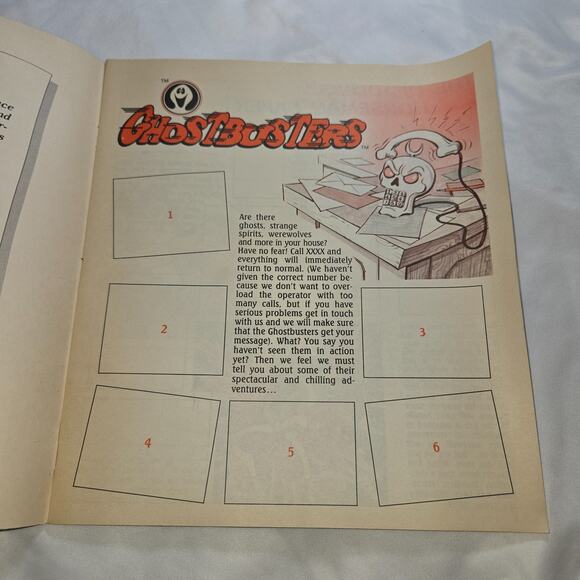 ce
nd
r-
s
TM
GHOSTBUSTERS
TM
1
Are there
ghosts, strange
spirits, werewolves
and more in your house?
Have no fear! Call XXXX and
everything will immediately
return to normal. (We haven't
given the correct number be-
cause we don't want to over-
load the operator with too
many calls, but if you have
serious problems get in touch
with us and we will make sure
that the Ghostbusters get your
message). What? You say you
haven't seen them in action
yet? Then we feel we must
tell you about some of their
spectacular and chilling ad-
ventures...
2
3
4
5
6